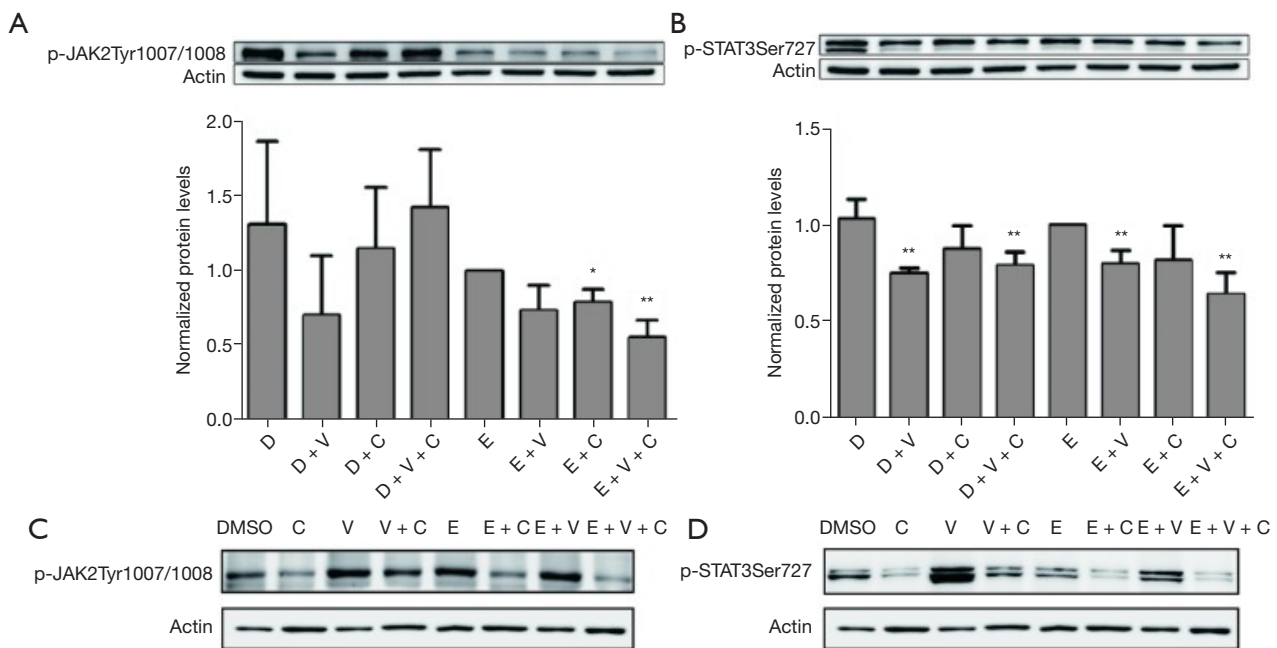 A
p-JAK2Tyr1007/1008
Actin
2.0
1.5
1.0
0.5
0.0
Normalized protein levels
*
**
D
D + V
D + C
D + V + C
E
E + V
E + C
E + V + C
B
p-STAT3Ser727
Actin
1.5
1.0
0.5
0.0
Normalized protein levels
**
**
**
**
D
D + V
D + C
D + V + C
E
E + V
E + C
E + V + C
C
DMSO C V V + C E E + C E + V E + V + C
p-JAK2Tyr1007/1008
Actin
D
DMSO C V V + C E E + C E + V E + V + C
p-STAT3Ser727
Actin